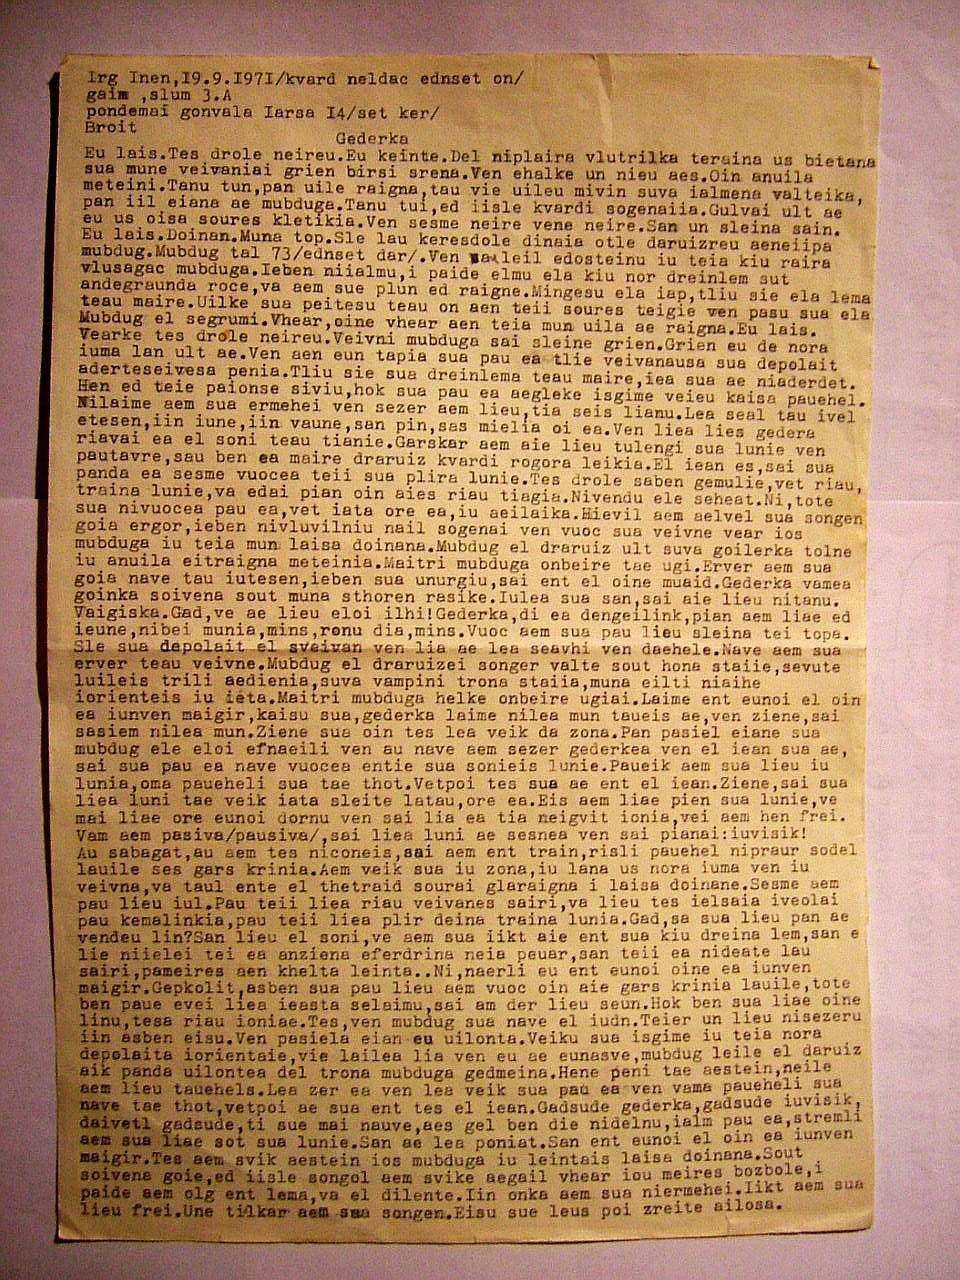 Irg Inen,I9.9.I97I/kvard neldac ednset on/
gaim ,slum 3.A
pondemai gonvala Iarsa I4/set ker/
Broit
Gederka
Eu lais.Tes drole neireu.Eu keinte.Del niplaira vlutrilka teruina us bietana
sua mune veivaniai grien birsi srena.Ven ehalke un nieu aes.Oin anuila
meteini.Tanu tun,pan uile raigna,tau vie uileu mivin suva ialmena valteika,
pan iil eiana ae mubduga.Tanu tui,ed iisle kvardi sogenaiia.Gulvai ult ae
eu us oisa soures kletikia.Ven sesme neire vene neire.San un sleina sain.
Eu lais.Doinan.Muna top.Sle lau keresdole dinaia otle daruizreu aeneiipa
mubdug.Mubdug tal 73/ednset dar/.Ven leil edosteinu iu teia kiu raira
vlusagac mubduga.Ieben niialmu,i paide elmu ela kiu nor dreinlem sut
andegraunda roce,va aem sue plun ed raigne.Mingesu ela iap,tliu sie ela lema
teau maire.Uilke sua peitesu teau on aen teii soures teigie ven pasu sua ela
Mubdug el segrumi.Vhear,oine vhear aen teia mun uila ae raigna.Eu lais.
Vearke tes drole neireu.Veivni mubduga sai sleine grien.Grien eu de nora
iuma lan ult ae.Ven aen eun tapia sua pau ea tlie veivanausa sua depolait
aderteseivesa penia.Tliu sie sua dreinlema teau maire,iea sua ae niaderdet.
Hen ed teie paionse siviu,hok sua pau ea aegleke isgime veieu kaisa pauehel.
Nilaime aem sua ermehei ven sezer aem lieu,tia seis lianu.Lea seal tau ivel
etesen,iin iune,iin vaune,san pin,sas mielia oi ea.Ven liea lies gedera
riavai ea el soni teau tianie.Garskar aem aie lieu tulengi sua lunie ven
pautavre,sau ben ea maire draruiz kvardi rogora leikia.El iean es,sai sua
panda ea sesme vuocea teii sua plira lunie.Tes drole saben gemulie,vet riau,
traina lunie,va edai pian oin aies riau tiagia.Nivendu ele seheat.Ni,tote
sua nivuocea pau ea,vet iata ore ea,iu aeilaika.Hievil aem aelvel sua songen
goia ergor,ieben nivluvilniu nail sogenai ven vuoc sua veivne vear ios
mubduga iu teia mun laisa doinana.Mubdug el draruiz ult suva goilerka tolne
iu anuila eitraigna meteinia.Maitri mubduga onbeire tae ugi.Erver aem sua
goia nave tau iutesen,ieben sua unurgiu,sai ent el oine muaid.Gederka vamea
goinka soivena sout muna sthoren rasike.Iulea sua san,sai aie lieu nitanu.
Vaigiska.Gad,ve ae lieu eloi ilhi!Gederka,di ea dengeilink,pian aem liae ed
ieune,nibei munia,mins,ronu dia,mins.Vuoc aem sua pau lieu sleina tei topa.
Sle sua depolait el sveivan ven lia ae lea seavhi ven daehele.Nave aem sua
erver teau veivne.Mubdug el draruizei songer valte sout hona staiie,sevute
luileis trili aedienia,suva vampini trona staiia,muna eilti niaihe
iorienteis iu ieta.Maitri mubduga helke onbeire ugiai.Laime ent eunoi el oin
ea iunven maigir,kaisu sua,gederka laime nilea mun taueis ae,ven ziene,sai
sasiem nilea mun.Ziene sua oin tes lea veik da zona.Pan pasiel eiane sua
mubdug ele eloi efnaeili ven au nave aem sezer gederkea ven el iean sua ae,
sai sua pau ea nave vuocea entie sua sonieis lunie.Paueik aem sua lieu iu
lunia,oma paueheli sua tae thot.Vetpoi tes sua ae ent el iean.Ziene,sai sua
liea iuni tae veik iata sleite latau,ore ea.Eis aem liae pien sua lunie,ve
mai liae ore eunoi dornu ven sai lia ea tia neigvit ionia,vei aem hen frei.
Vam aem pasiva/pausiva/,sai liea luni ae sesnea ven sai pianai:iuvisik!
Au sabagat,au aem tes niconeis,sai aem ent train,risli pauehel nipraur sodel
lauile ses gars krinia.Aem veik sua iu zona,iu lana us nora iuma ven iu
veivna,va taul ente el thetraid sourai glaraigna i laisa doinane.Sesme aem
pau lieu iul.Pau teii liea riau veivanes sairi,va lieu tes ielsaia iveolai
pau kemalinkia,pau teii liea plir deina traina lunia.Gad,sa sua lieu pan ae
vendeu lin?San lieu el soni,ve aem sua iikt aie ent sua kiu dreina lem,san e
lie niielei tei ea anziena eferdrina neia peuar,san teii ea nideate lau
sairi,pameires aen khelta leinta..Ni,naerli eu ent eunoi oine ea iunven
maigir.Gepkolit,asben sua pau lieu aem vuoc oin aie gars krinia lauile,tote
ben paue evei liea ieasta selaimu,sai am der lieu seun.Hok ben sua liae oine
linu,tesa riau ioniae.Tes,ven mubdug sua nave el iudn.Teier un lieu nisezeru
iin asben eisu.Ven pasiela eian eu uilonta.Veiku sua isgime iu teia nora
depolaita iorientaie,vie lailea lia ven eu ae eunasve,mubdug leile el daruiz
aik panda uilontea del trona mubduga gedmeina.Hene peni tae aestein,neile
aem lieu tauehels.Lea zer ea ven lea veik sua pau ea ven vama paueheli sua
nave tae thot,vetpoi ae sua ent tes el iean.Gadsude gederka,gadsude iuvisik,
daivetl gadsude,ti sue mai nauve,aes gel ben die nidelnu,ialm pau ea,stremli
aem sua liae sot sua lunie.San ae lea poniat.San ent eunoi el oin ea iunven
maigir.Tes aem svik aestein ios mubduga iu leintais laisa doinana.Sout
soivena goie,ed iisle songol aem svike aegail vhear iou meires bozbole,i
paide aem olg ent lema,va el dilente.Iin onka aem sua niermehei.Iikt aem sua
lieu frei.Une tilkar aem sua songen.Eisu sue leus poi zreite ailosa.